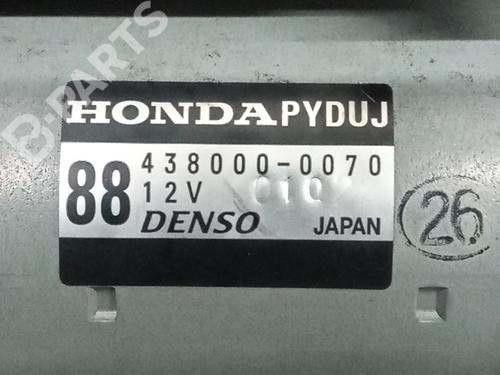 B-PARTS
HONDA PYDUJ
88
438000-0070
12V
DENSO
JAPAN
26